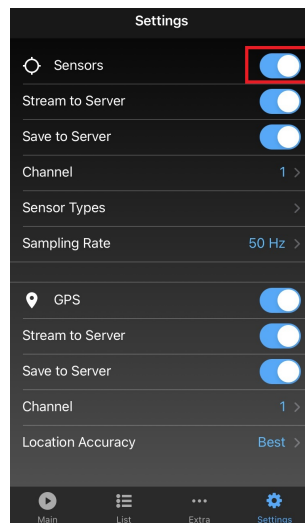 Settings
Sensors
Stream to Server
Save to Server
Channel 1
Sensor Types
Sampling Rate 50 Hz
GPS
Stream to Server
Save to Server
Channel 1
Location Accuracy Best
Main List Extra Settings